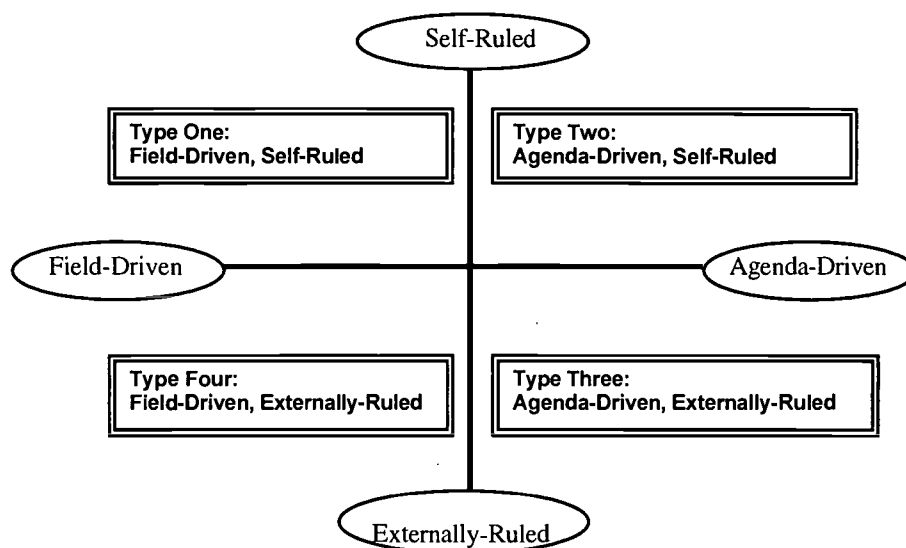 Self-Ruled
Type One:
Field-Driven, Self-Ruled
Type Two:
Agenda-Driven, Self-Ruled
Field-Driven
Agenda-Driven
Type Four:
Field-Driven, Externally-Ruled
Type Three:
Agenda-Driven, Externally-Ruled
Externally-Ruled